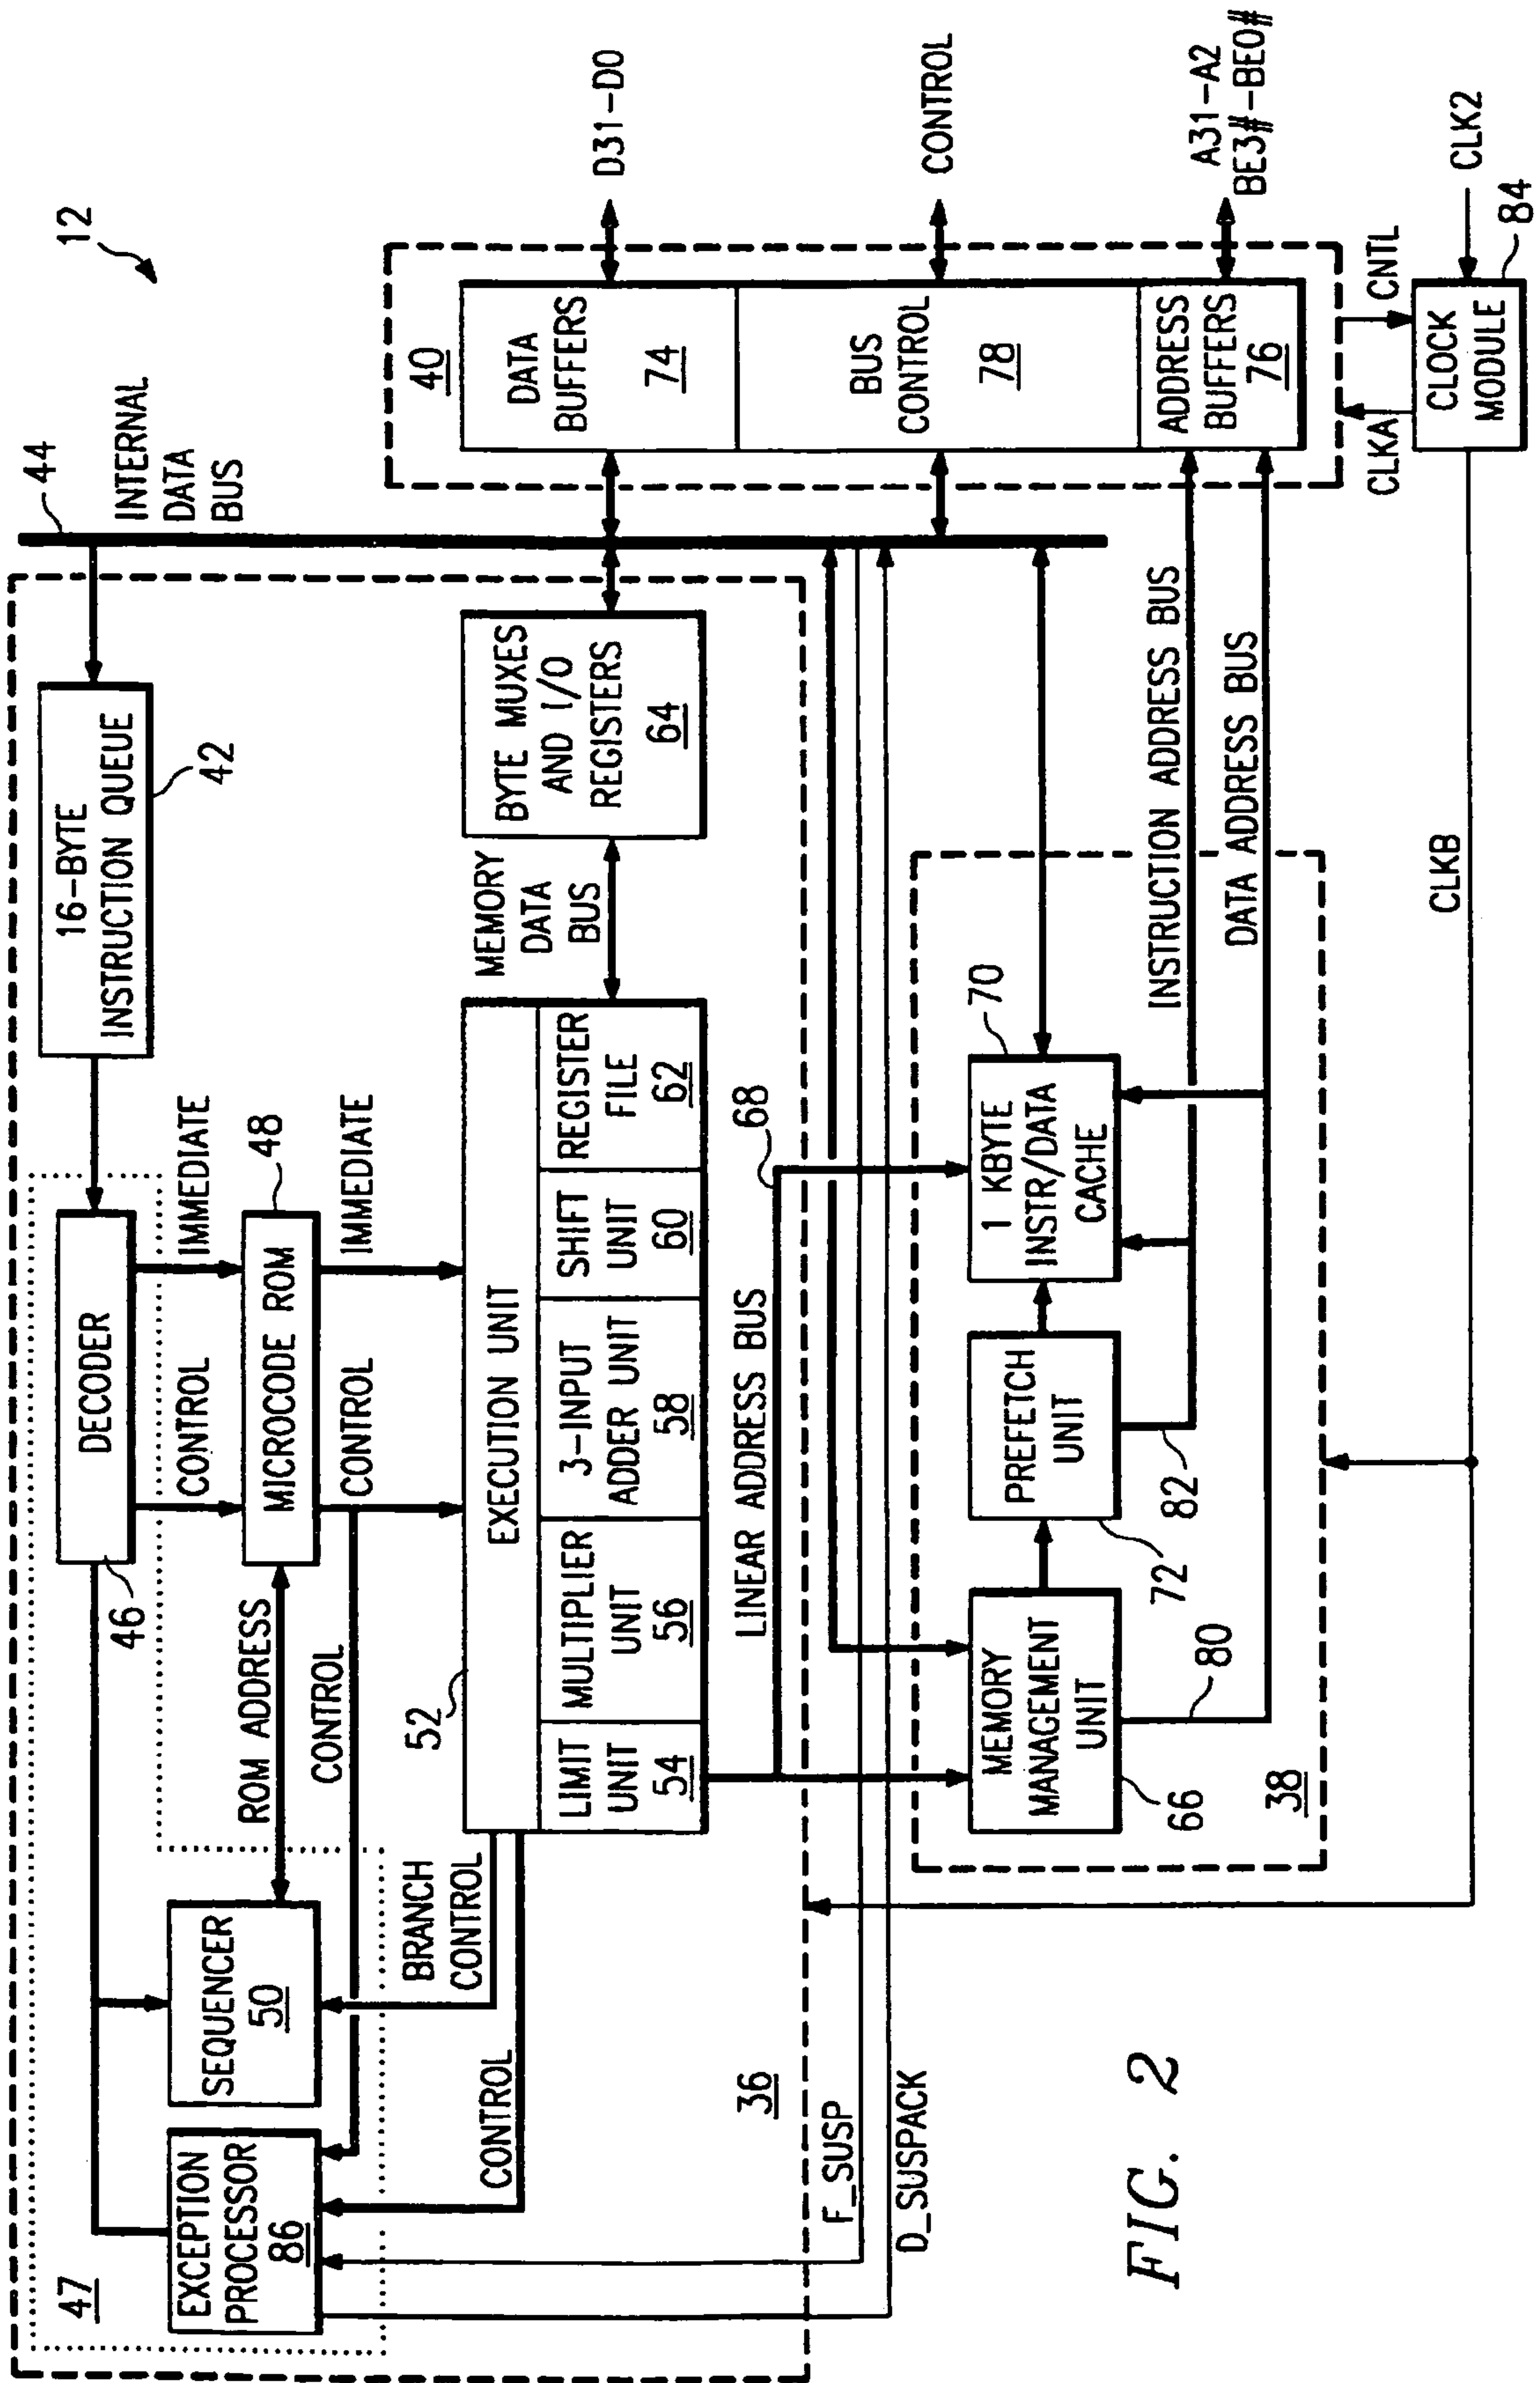 12
44
INTERNAL
DATA
BUS
47
EXCEPTION
PROCESSOR
86
SEQUENCER
50
46
DECODER
16-BYTE
INSTRUCTION QUEUE
42
CONTROL
IMMEDIATE
ROM ADDRESS
MICROCODE ROM
48
CONTROL
CONTROL
IMMEDIATE
BRANCH
CONTROL
CONTROL
52
EXECUTION UNIT
LIMIT
UNIT
54
MULTIPLIER
UNIT
56
3-INPUT
ADDER UNIT
58
SHIFT
UNIT
60
REGISTER
FILE
62
MEMORY
DATA
BUS
BYTE MUXES
AND I/O
REGISTERS
64
40
DATA
BUFFERS
74
D31-D0
BUS
CONTROL
78
CONTROL
ADDRESS
BUFFERS
76
A31-A2
BE3#-BE0#
36
LINEAR ADDRESS BUS
68
F_SUSP
D_SUSPACK
MEMORY
MANAGEMENT
UNIT
66
PREFETCH
UNIT
72
1 KBYTE
INSTR/DATA
CACHE
70
80
82
INSTRUCTION ADDRESS BUS
DATA ADDRESS BUS
38
CLKA
CNTL
CLKB
CLOCK
MODULE
84
CLK2
FIG. 2